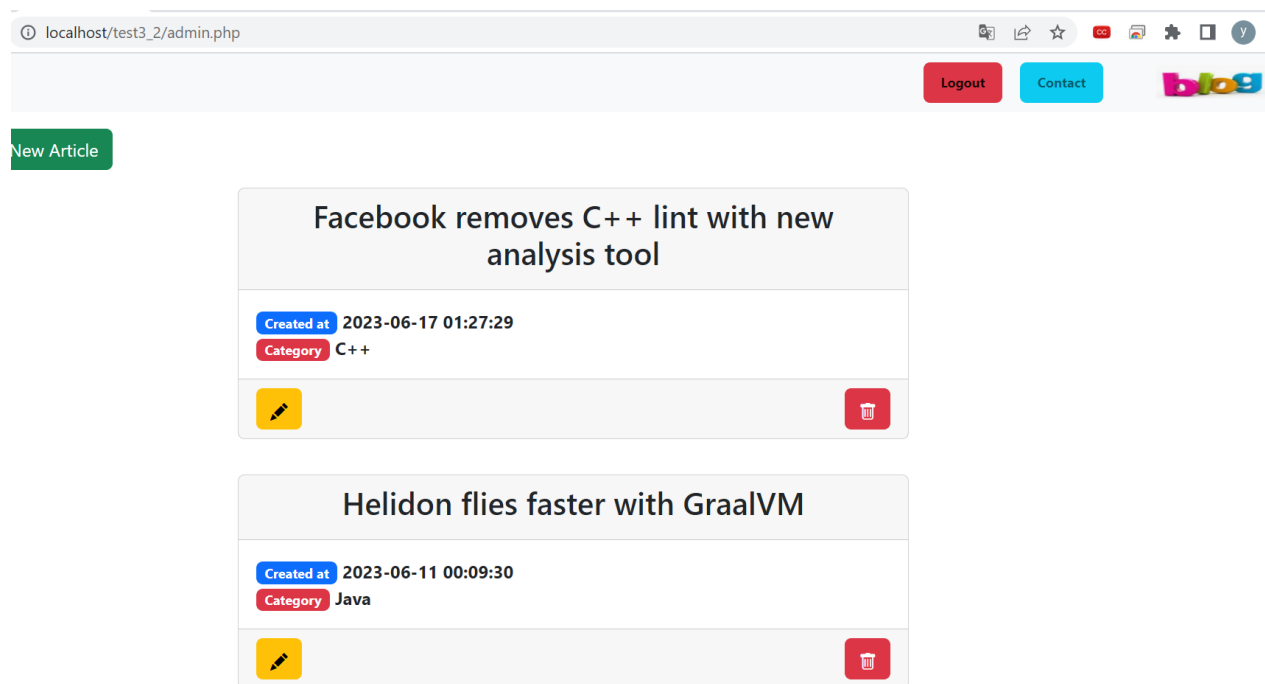 localhost/test3_2/admin.php
CC
y
Logout
Contact
blog
New Article
Facebook removes C++ lint with new
analysis tool
Created at 2023-06-17 01:27:29
Category C++
Helidon flies faster with GraalVM
Created at 2023-06-11 00:09:30
Category Java